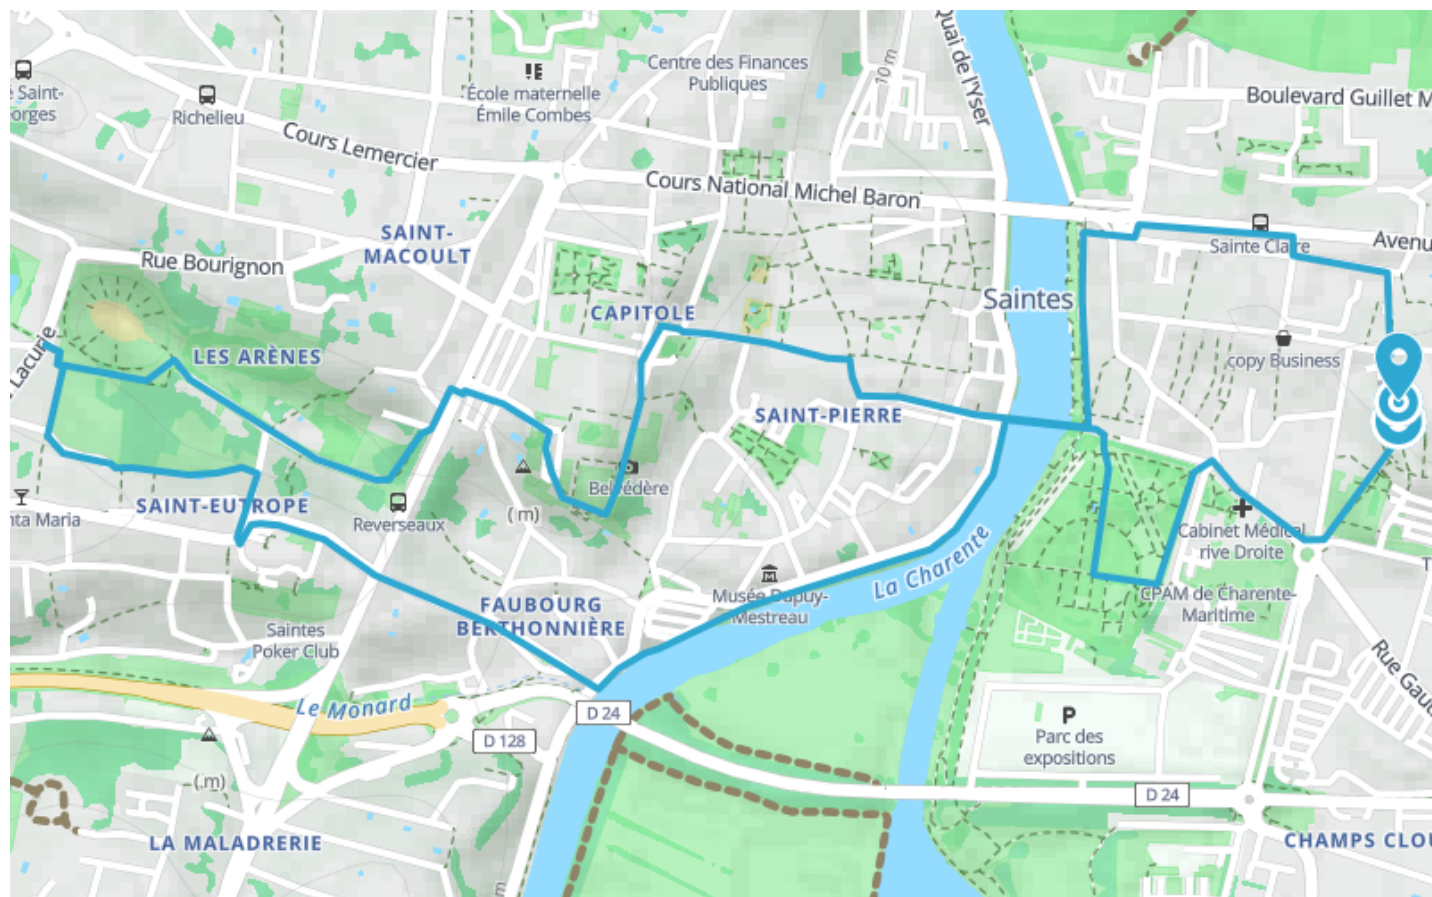 Quai de l'Yser
10 m
Centre des Finances
Publiques
École maternelle
Émile Combes
Boulevard Guillet M
e Saint-
orges
Richelieu
Cours Lemercier
Cours National Michel Baron
SAINT-
MACOULT
Sainte Claire
Avenu
Rue Bourignon
Saintes
CAPITOLE
Lacurie
LES ARÈNES
copy Business
SAINT-PIERRE
Belvédère
SAINT-EUTROPE
nta Maria
Reverseaux
( m)
Cabinet Médical
rive Droite
La Charente
T
Musée Dupuy-
Mestreau
CPAM de Charente-
Maritime
FAUBOURG
BERTHONNIÈRE
Saintes
Poker Club
Rue Gau
Le Monard
D 24
P
Parc des
expositions
D 128
(,m)
D 24
LA MALADRERIE
CHAMPS CLOU
m